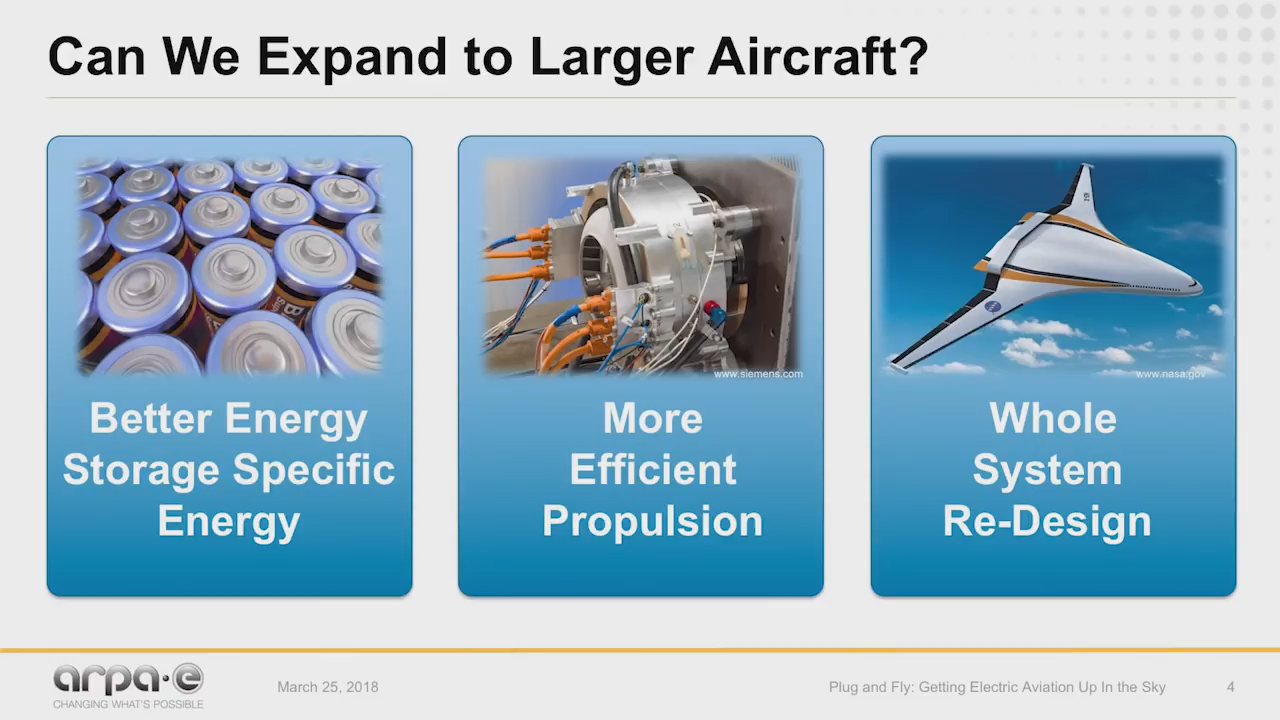 Can We Expand to Larger Aircraft?
www.siemens.com
www.nasa.gov
Better Energy
Storage Specific
Energy
More
Efficient
Propulsion
Whole
System
Re-Design
arpa·e
CHANGING WHAT'S POSSIBLE
March 25, 2018
Plug and Fly: Getting Electric Aviation Up In the Sky
4